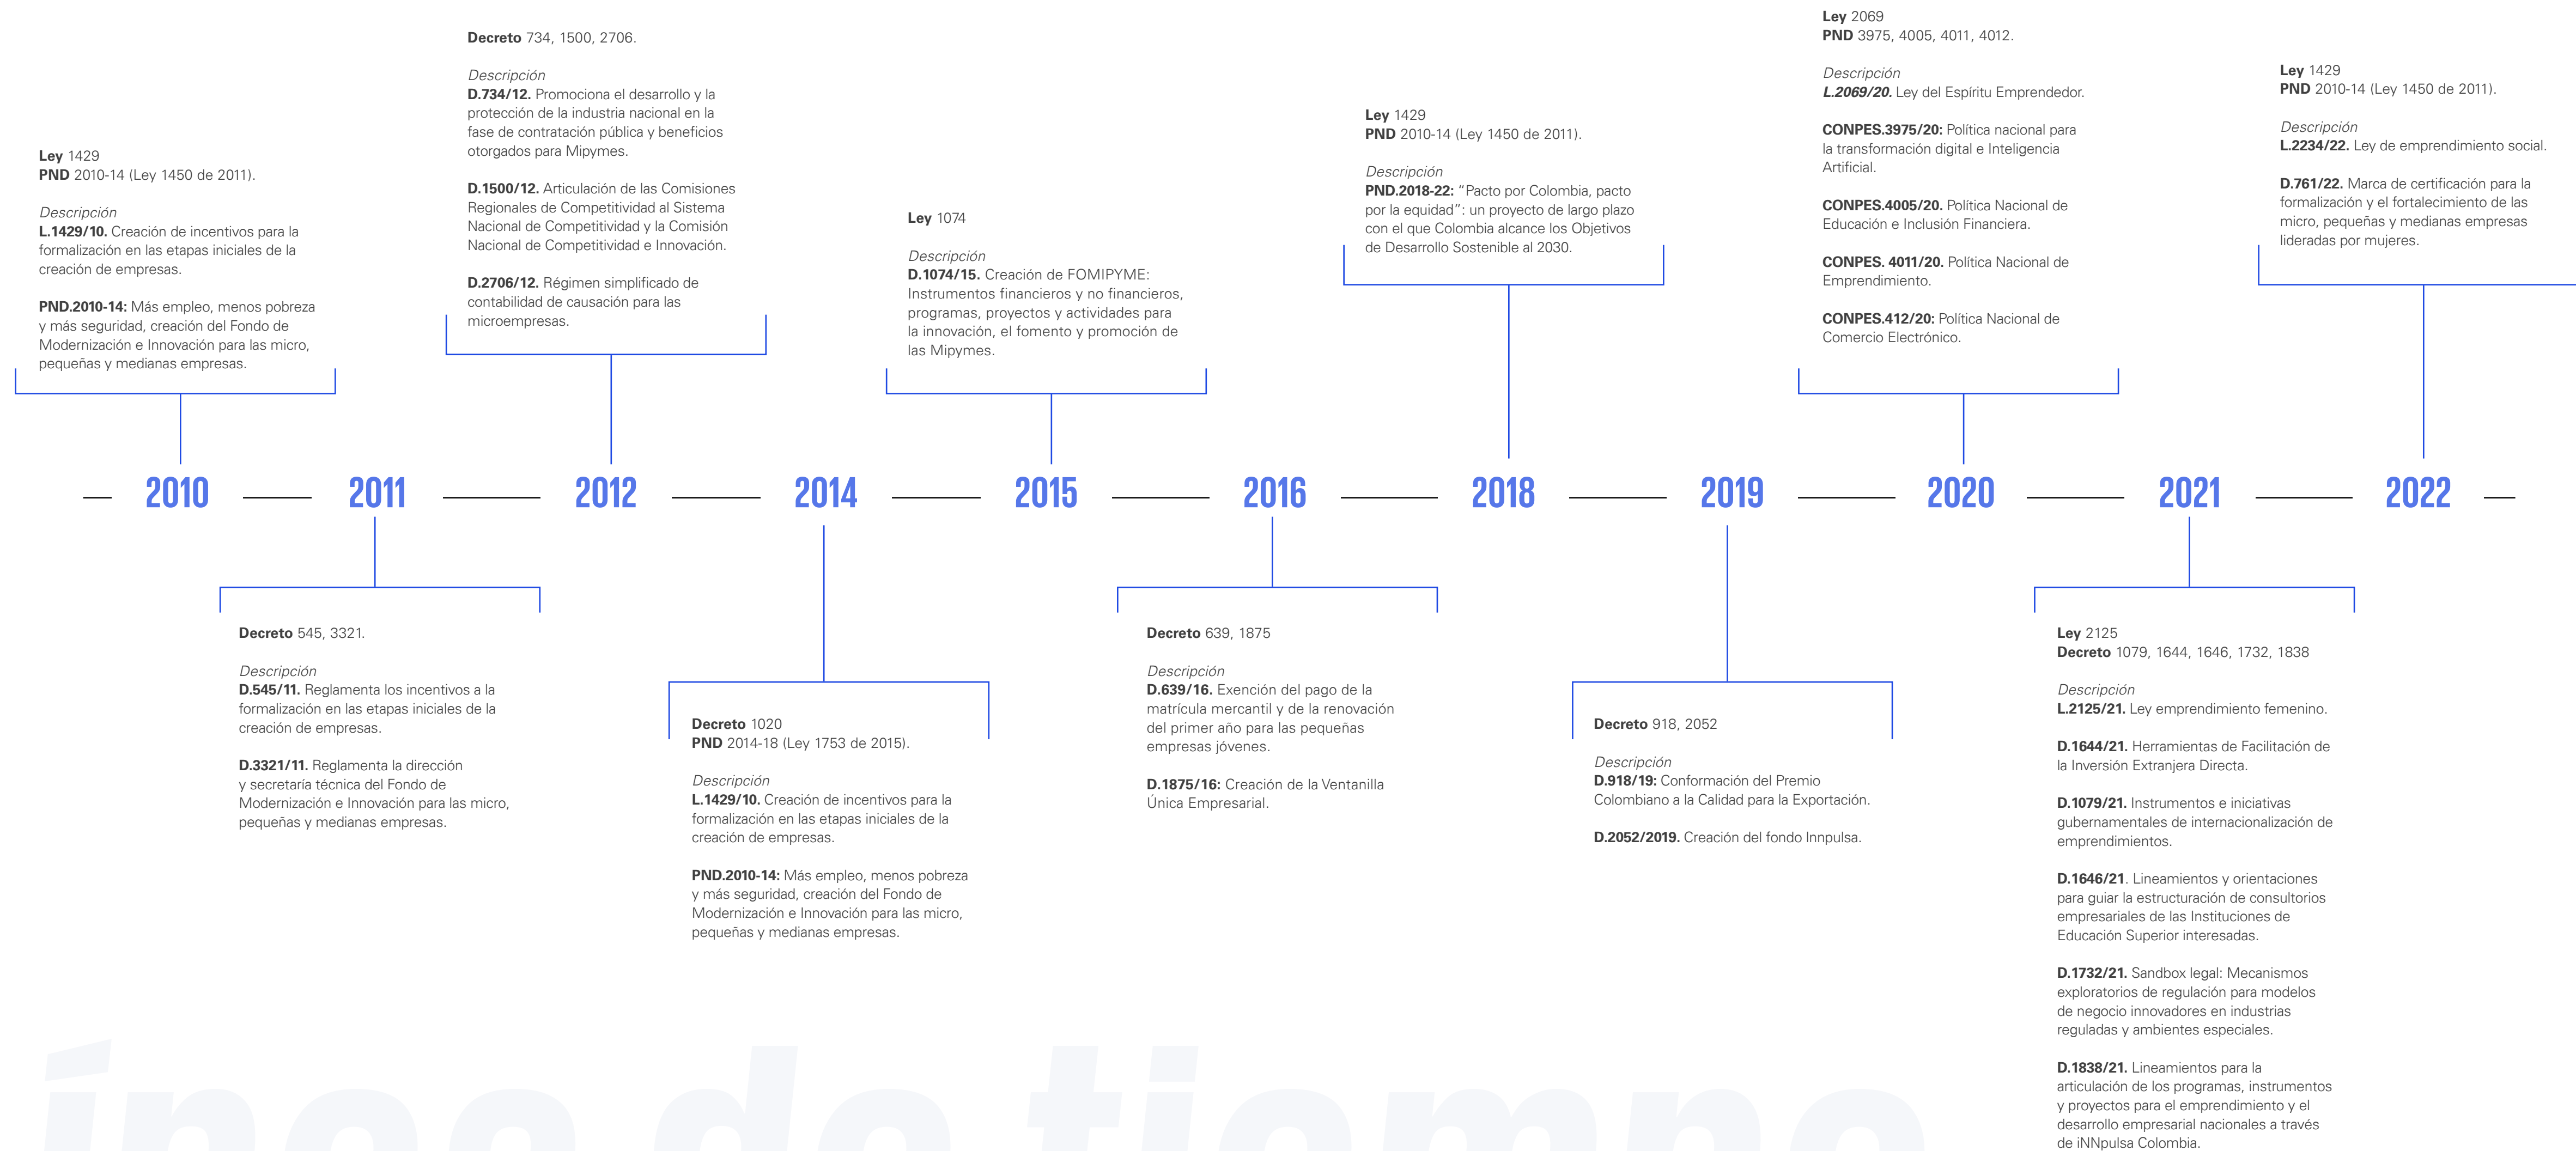 Ley 1429
PND 2010-14 (Ley 1450 de 2011).
Descripción
L.1429/10. Creación de incentivos para la
formalización en las etapas iniciales de la
creación de empresas.
PND.2010-14: Más empleo, menos pobreza
y más seguridad, creación del Fondo de
Modernización e Innovación para las micro,
pequeñas y medianas empresas.
Decreto 734, 1500, 2706.
Descripción
D.734/12. Promociona el desarrollo y la
protección de la industria nacional en la
fase de contratación pública y beneficios
otorgados para Mipymes.
D.1500/12. Articulación de las Comisiones
Regionales de Competitividad al Sistema
Nacional de Competitividad y la Comisión
Nacional de Competitividad e Innovación.
D.2706/12. Régimen simplificado de
contabilidad de causación para las
microempresas.
Ley 1074
Descripción
D.1074/15. Creación de FOMIPYME:
Instrumentos financieros y no financieros,
programas, proyectos y actividades para
la innovación, el fomento y promoción de
las Mipymes.
Ley 1429
PND 2010-14 (Ley 1450 de 2011).
Descripción
PND.2018-22: “Pacto por Colombia, pacto
por la equidad”: un proyecto de largo plazo
con el que Colombia alcance los Objetivos
de Desarrollo Sostenible al 2030.
Ley 2069
PND 3975, 4005, 4011, 4012.
Descripción
L.2069/20. Ley del Espíritu Emprendedor.
CONPES.3975/20: Política nacional para
la transformación digital e Inteligencia
Artificial.
CONPES.4005/20. Política Nacional de
Educación e Inclusión Financiera.
CONPES. 4011/20. Política Nacional de
Emprendimiento.
CONPES.412/20: Política Nacional de
Comercio Electrónico.
Ley 1429
PND 2010-14 (Ley 1450 de 2011).
Descripción
L.2234/22. Ley de emprendimiento social.
D.761/22. Marca de certificación para la
formalización y el fortalecimiento de las
micro, pequeñas y medianas empresas
lideradas por mujeres.
2010 2011 2012 2014 2015 2016 2018 2019 2020 2021 2022
Decreto 545, 3321.
Descripción
D.545/11. Reglamenta los incentivos a la
formalización en las etapas iniciales de la
creación de empresas.
D.3321/11. Reglamenta la dirección
y secretaría técnica del Fondo de
Modernización e Innovación para las micro,
pequeñas y medianas empresas.
Decreto 1020
PND 2014-18 (Ley 1753 de 2015).
Descripción
L.1429/10. Creación de incentivos para la
formalización en las etapas iniciales de la
creación de empresas.
PND.2010-14: Más empleo, menos pobreza
y más seguridad, creación del Fondo de
Modernización e Innovación para las micro,
pequeñas y medianas empresas.
Decreto 639, 1875
Descripción
D.639/16. Exención del pago de la
matrícula mercantil y de la renovación
del primer año para las pequeñas
empresas jóvenes.
D.1875/16: Creación de la Ventanilla
Única Empresarial.
Decreto 918, 2052
Descripción
D.918/19: Conformación del Premio
Colombiano a la Calidad para la Exportación.
D.2052/2019. Creación del fondo Innpulsa.
Ley 2125
Decreto 1079, 1644, 1646, 1732, 1838
Descripción
L.2125/21. Ley emprendimiento femenino.
D.1644/21. Herramientas de Facilitación de
la Inversión Extranjera Directa.
D.1079/21. Instrumentos e iniciativas
gubernamentales de internacionalización de
emprendimientos.
D.1646/21. Lineamientos y orientaciones
para guiar la estructuración de consultorios
empresariales de las Instituciones de
Educación Superior interesadas.
D.1732/21. Sandbox legal: Mecanismos
exploratorios de regulación para modelos
de negocio innovadores en industrias
reguladas y ambientes especiales.
D.1838/21. Lineamientos para la
articulación de los programas, instrumentos
y proyectos para el emprendimiento y el
desarrollo empresarial nacionales a través
de iNNpulsa Colombia.
ínea de tiempo